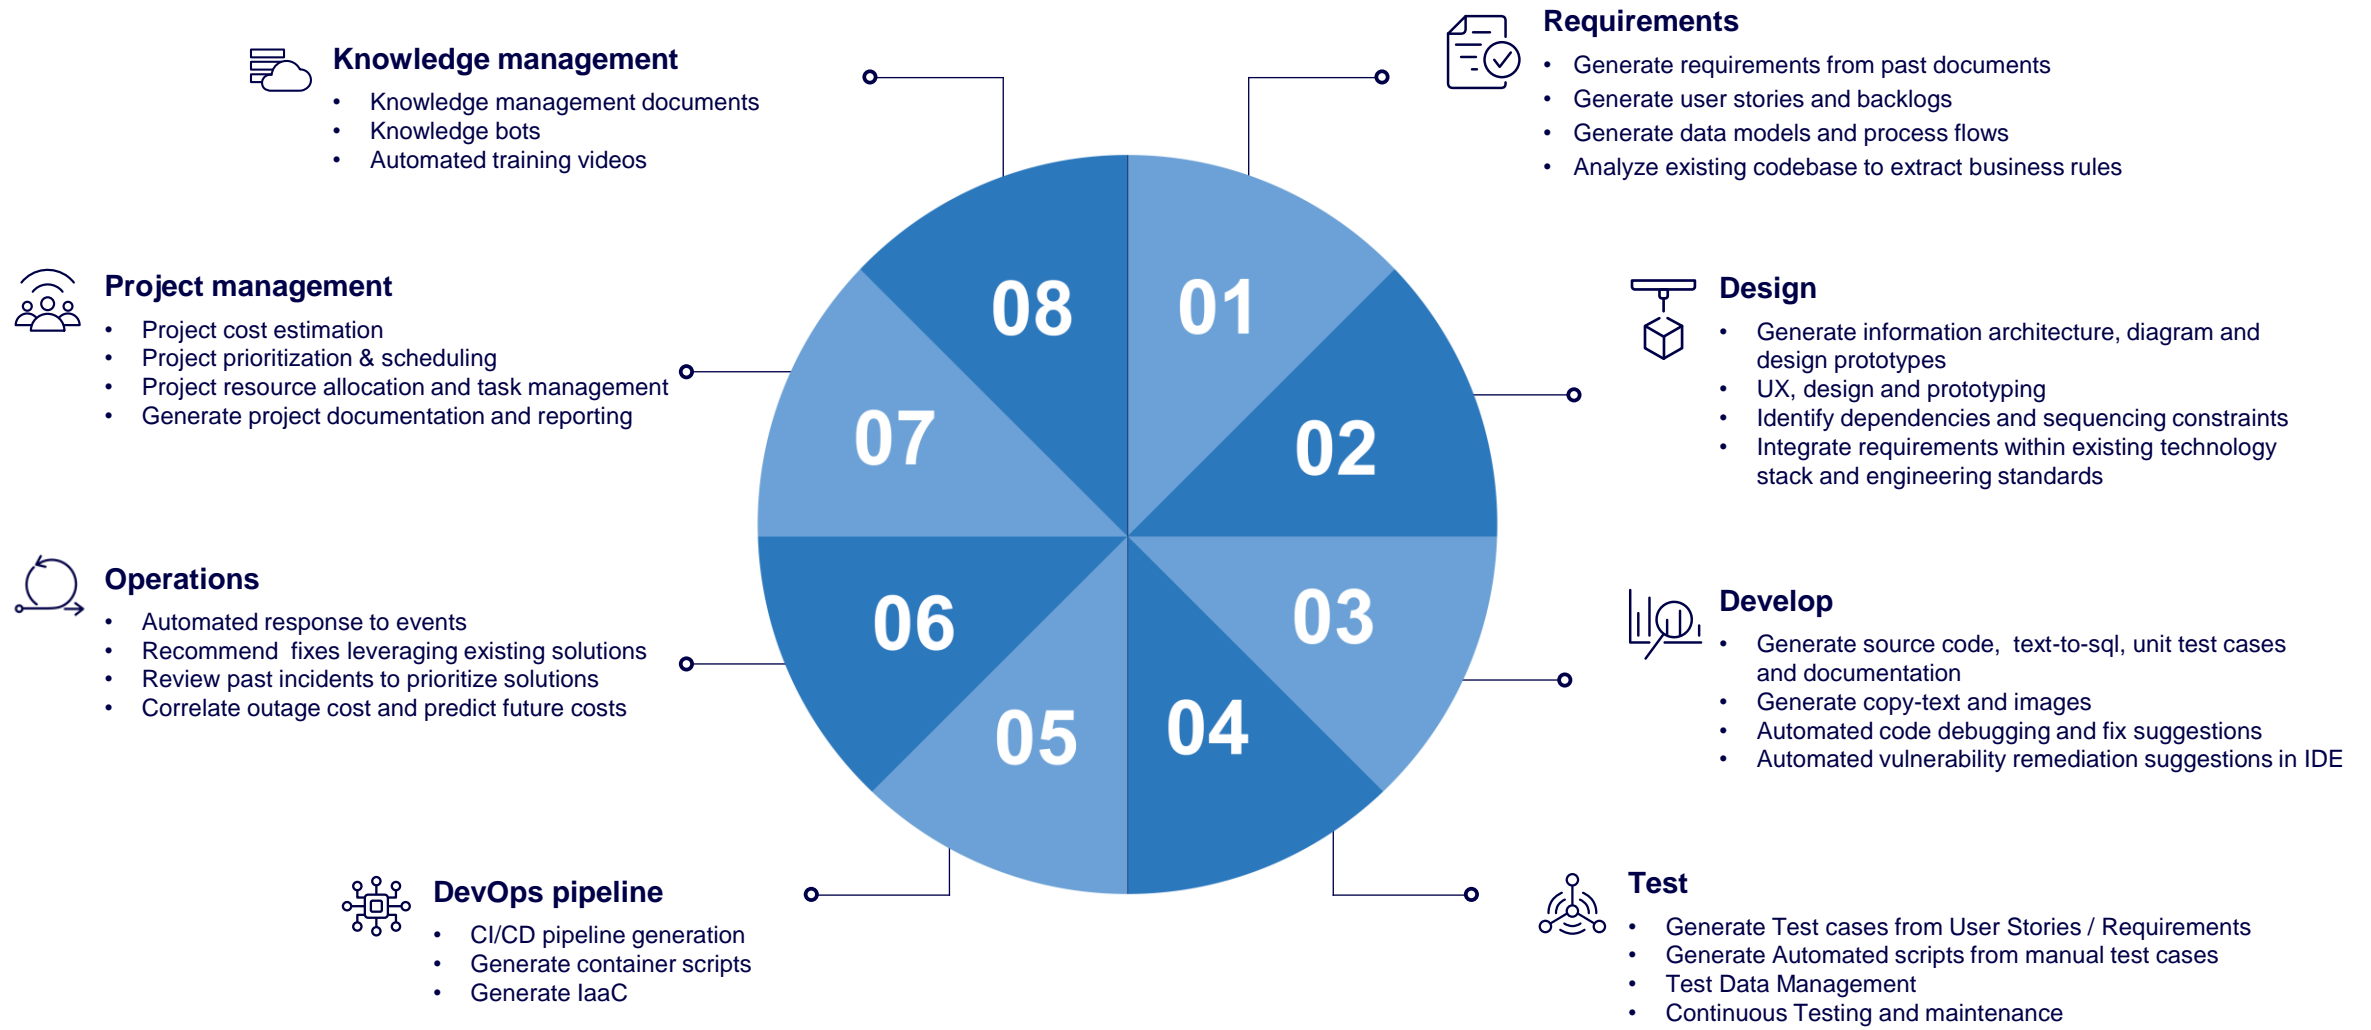 Requirements
• Generate requirements from past documents
• Generate user stories and backlogs
• Generate data models and process flows
• Analyze existing codebase to extract business rules
Design
• Generate information architecture, diagram and
design prototypes
• UX, design and prototyping
• Identify dependencies and sequencing constraints
• Integrate requirements within existing technology
stack and engineering standards
Develop
• Generate source code, text-to-sql, unit test cases
and documentation
• Generate copy-text and images
• Automated code debugging and fix suggestions
• Automated vulnerability remediation suggestions in IDE
Test
• Generate Test cases from User Stories / Requirements
• Generate Automated scripts from manual test cases
• Test Data Management
• Continuous Testing and maintenance
DevOps pipeline
• CI/CD pipeline generation
• Generate container scripts
• Generate IaaC
Operations
• Automated response to events
• Recommend fixes leveraging existing solutions
• Review past incidents to prioritize solutions
• Correlate outage cost and predict future costs
Project management
• Project cost estimation
• Project prioritization & scheduling
• Project resource allocation and task management
• Generate project documentation and reporting
Knowledge management
• Knowledge management documents
• Knowledge bots
• Automated training videos
01
02
03
04
05
06
07
08